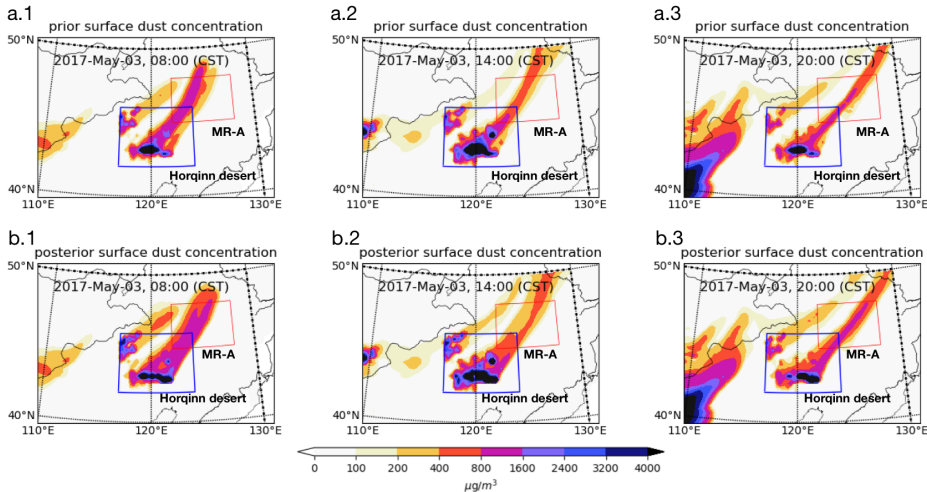 a.1
a.2
a.3
prior surface dust concentration
prior surface dust concentration
prior surface dust concentration
50°N
50°N
50°N
2017-May-03, 08:00 (CST)
2017-May-03, 14:00 (CST)
2017-May-03, 20:00 (CST)
MR-A
MR-A
MR-A
Horqinn desert
Horqinn desert
Horqinn desert
40°N
40°N
40°N
110°E 120°E 130°E
110°E 120°E 130°E
110°E 120°E 130°E
b.1
b.2
b.3
posterior surface dust concentration
posterior surface dust concentration
posterior surface dust concentration
50°N
50°N
50°N
2017-May-03, 08:00 (CST)
2017-May-03, 14:00 (CST)
2017-May-03, 20:00 (CST)
MR-A
MR-A
MR-A
Horqinn desert
Horqinn desert
Horqinn desert
40°N
40°N
40°N
110°E 120°E 130°E
110°E 120°E 130°E
110°E 120°E 130°E
0 100 200 400 800 1600 2400 3200 4000
μg/m³